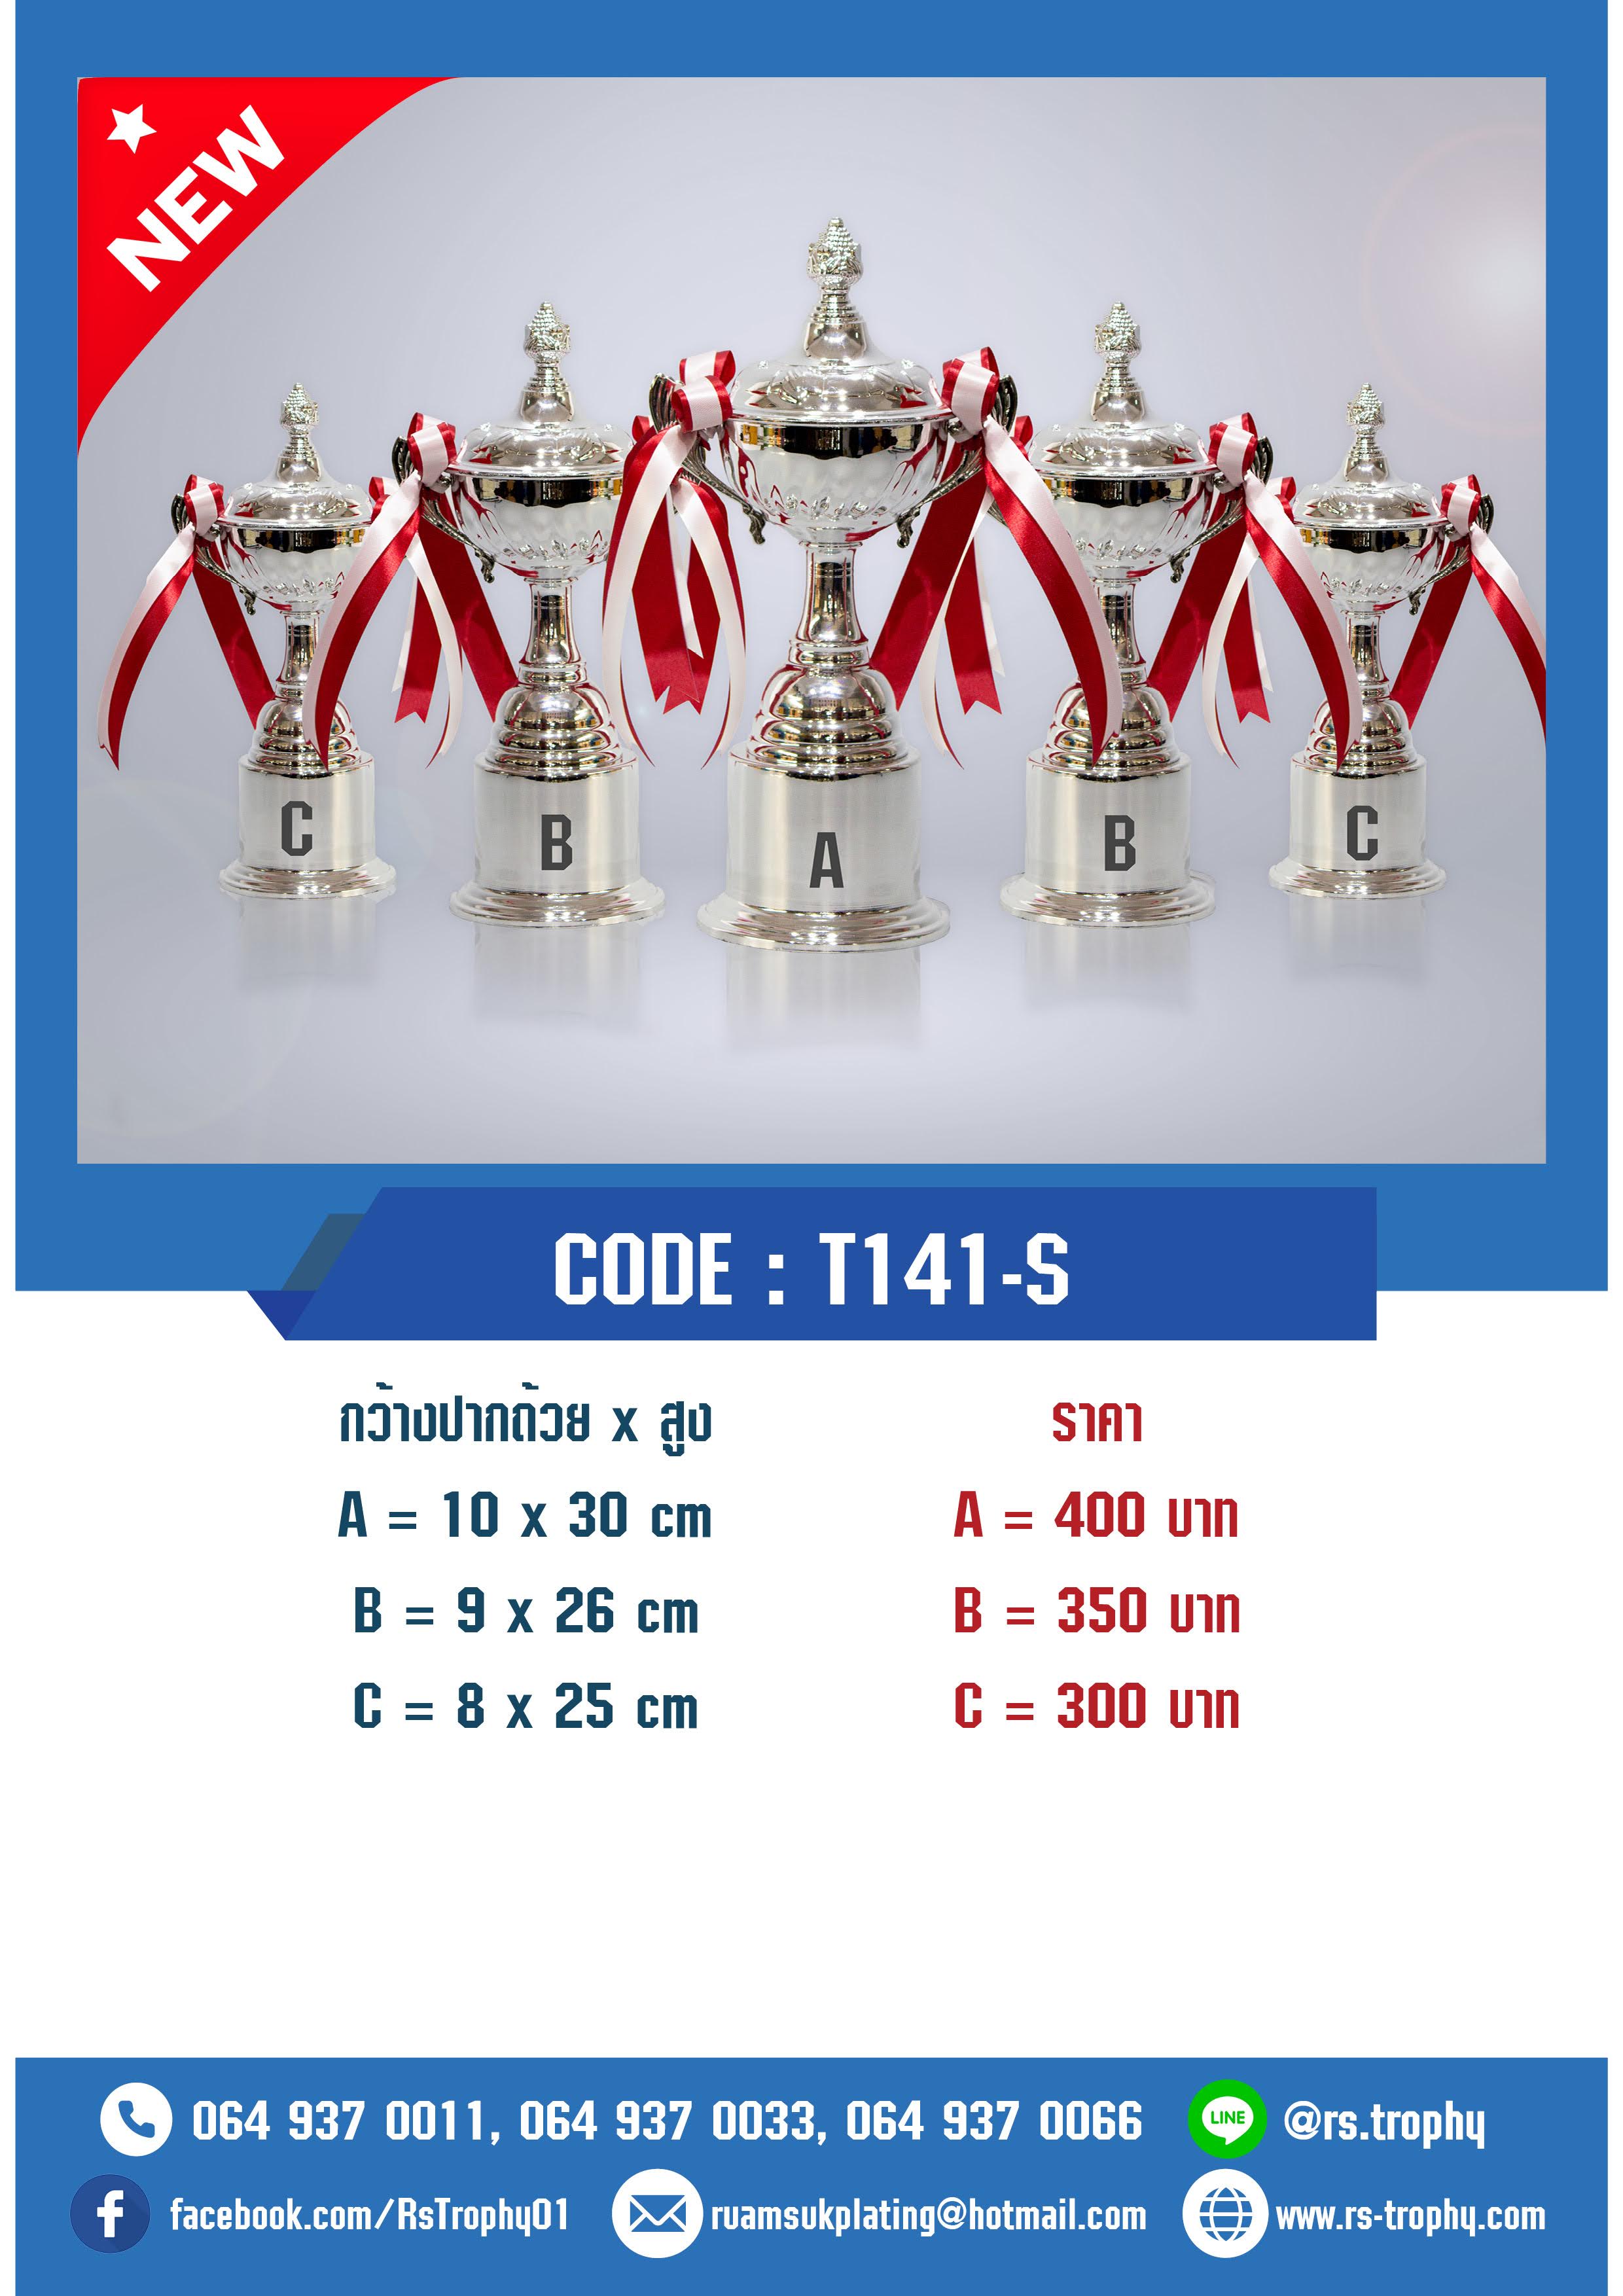 NEW
C
B
A
B
C
CODE : T141-S
กว้างปากถ้วย x สูง
ราคา
A = 10 x 30 cm
A = 400 บาท
B = 9 x 26 cm
B = 350 บาท
C = 8 x 25 cm
C = 300 บาท
064 937 0011, 064 937 0033, 064 937 0066
LINE
@rs.trophy
f
facebook.com/RsTrophy01
ruamsukplating@hotmail.com
www.rs-trophy.com